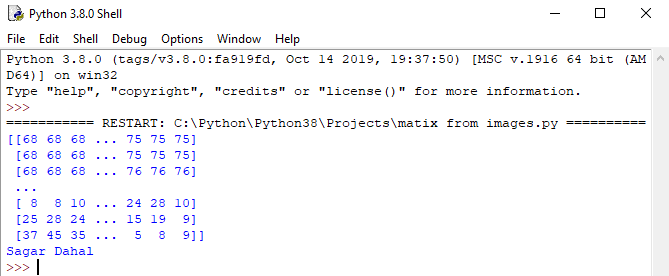 Python 3.8.0 Shell
File Edit Shell Debug Options Window Help
Python 3.8.0 (tags/v3.8.0:fa919fd, Oct 14 2019, 19:37:50) [MSC v.1916 64 bit (AM
D64)] on win32
Type "help", "copyright", "credits" or "license()" for more information.
>>>
=========== RESTART: C:\Python\Python38\Projects\matix from images.py ==========
[[68 68 68 ... 75 75 75]
 [68 68 68 ... 75 75 75]
 [68 68 68 ... 76 76 76]
 ...
 [ 8  8 10 ... 24 28 10]
 [25 28 24 ... 15 19  9]
 [37 45 35 ...  5  8  9]]
Sagar Dahal
>>>